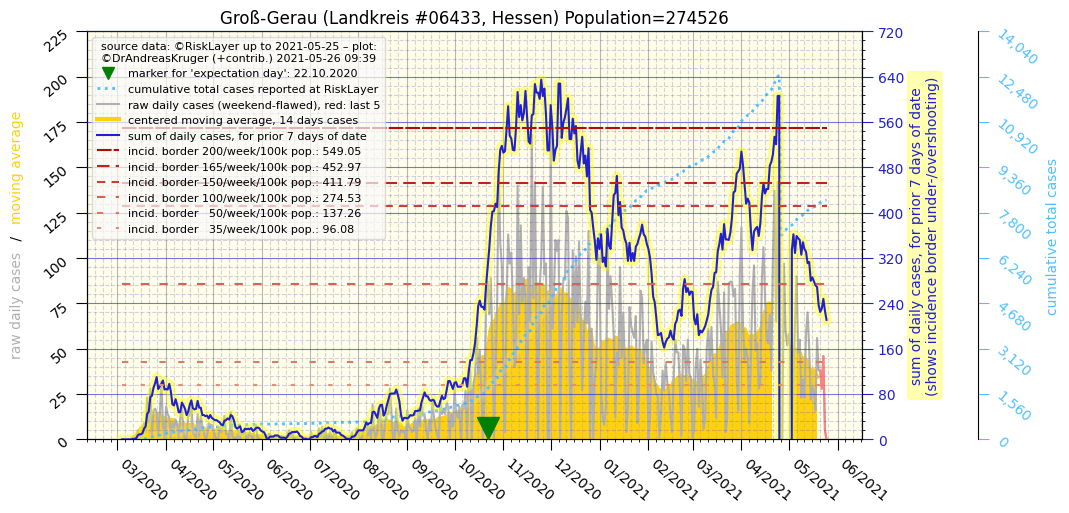 Groß-Gerau (Landkreis #06433, Hessen) Population=274526
source data: ©RiskLayer up to 2021-05-25 – plot:
©DrAndreasKruger (+contrib.) 2021-05-26 09:39
marker for 'expectation day': 22.10.2020
cumulative total cases reported at RiskLayer
raw daily cases (weekend-flawed), red: last 5
centered moving average, 14 days cases
sum of daily cases, for prior 7 days of date
incid. border 200/week/100k pop.: 549.05
incid. border 165/week/100k pop.: 452.97
incid. border 150/week/100k pop.: 411.79
incid. border 100/week/100k pop.: 274.53
incid. border 50/week/100k pop.: 137.26
incid. border 35/week/100k pop.: 96.08
raw daily cases / moving average
225
200
175
150
125
100
75
50
25
0
03/2020
04/2020
05/2020
06/2020
07/2020
08/2020
09/2020
10/2020
11/2020
12/2020
01/2021
02/2021
03/2021
04/2021
05/2021
06/2021
720
640
560
480
400
320
240
160
80
0
sum of daily cases, for prior 7 days of date
(shows incidence border under-/overshooting)
14,040
12,480
10,920
9,360
7,800
6,240
4,680
3,120
1,560
0
cumulative total cases